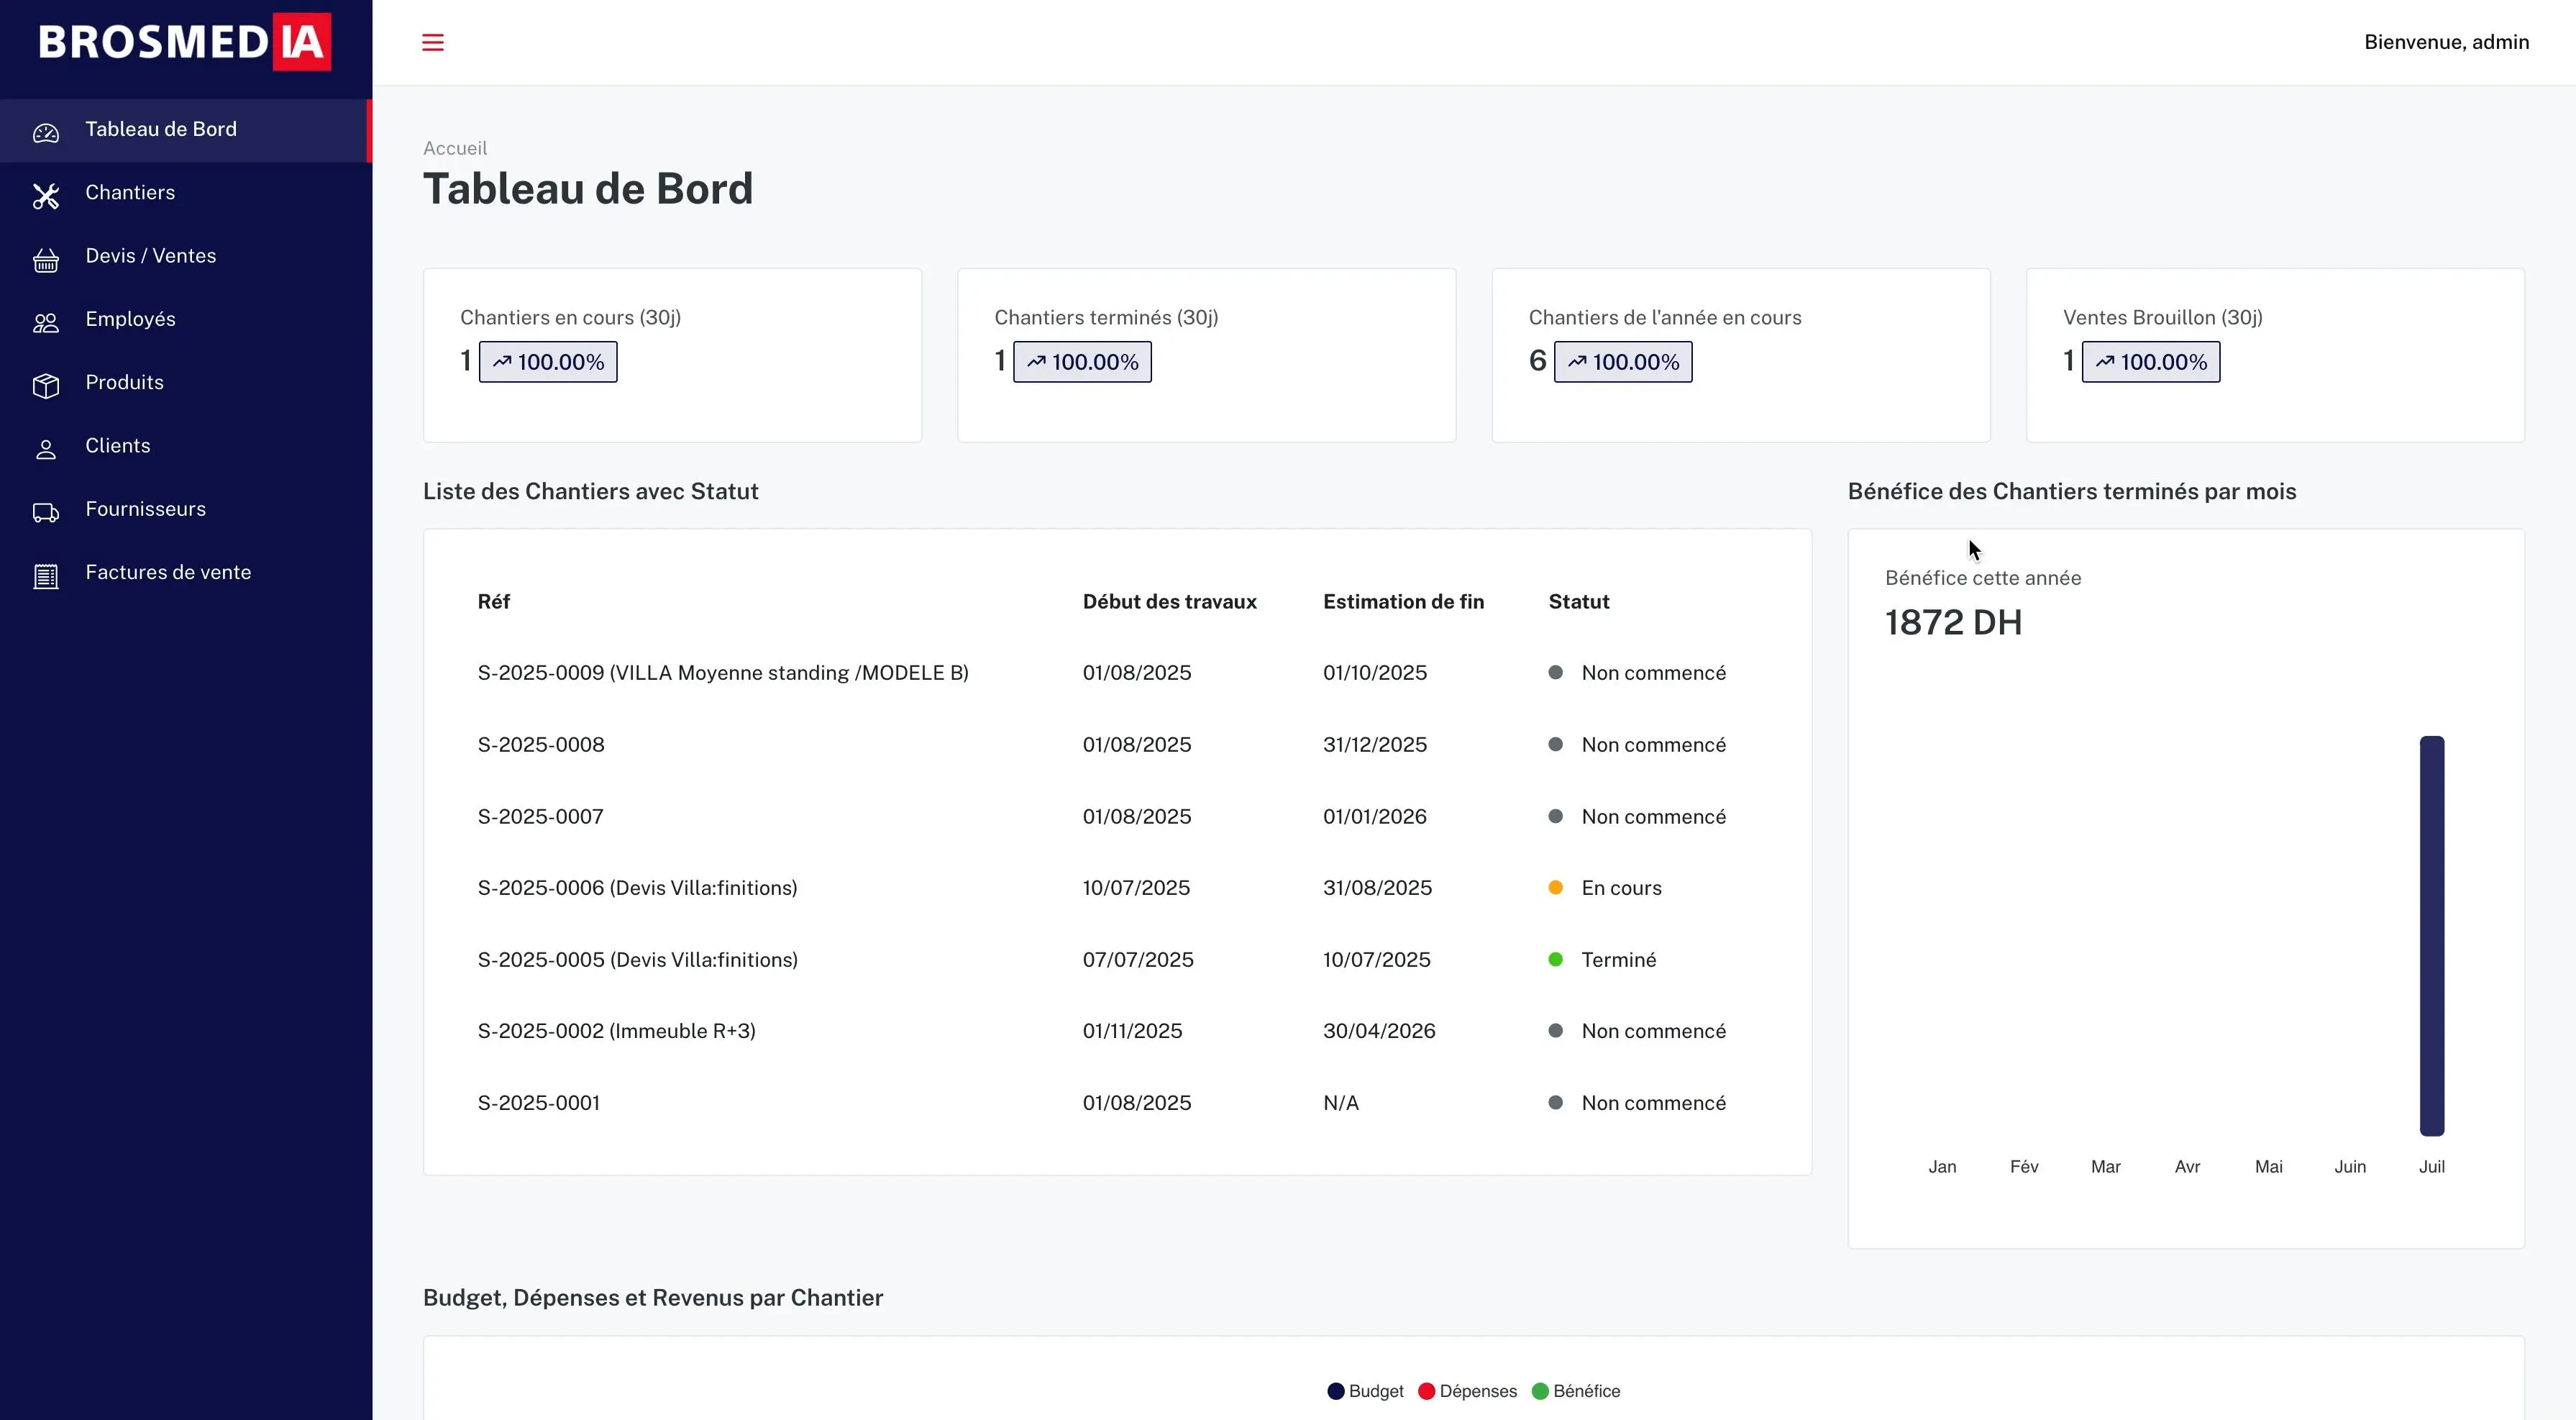 BROSMEDIA
Bienvenue, admin
Tableau de Bord
Chantiers
Devis / Ventes
Employés
Produits
Clients
Fournisseurs
Factures de vente
Accueil
Tableau de Bord
Chantiers en cours (30j)
1 100.00%
Chantiers terminés (30j)
1 100.00%
Chantiers de l'année en cours
6 100.00%
Ventes Brouillon (30j)
1 100.00%
Liste des Chantiers avec Statut
Réf Début des travaux Estimation de fin Statut
S-2025-0009 (VILLA Moyenne standing /MODELE B) 01/08/2025 01/10/2025 Non commencé
S-2025-0008 01/08/2025 31/12/2025 Non commencé
S-2025-0007 01/08/2025 01/01/2026 Non commencé
S-2025-0006 (Devis Villa:finitions) 10/07/2025 31/08/2025 En cours
S-2025-0005 (Devis Villa:finitions) 07/07/2025 10/07/2025 Terminé
S-2025-0002 (Immeuble R+3) 01/11/2025 30/04/2026 Non commencé
S-2025-0001 01/08/2025 N/A Non commencé
Bénéfice des Chantiers terminés par mois
Bénéfice cette année
1872 DH
Jan Fév Mar Avr Mai Juin Juil
Budget, Dépenses et Revenus par Chantier
Budget Dépenses Bénéfice